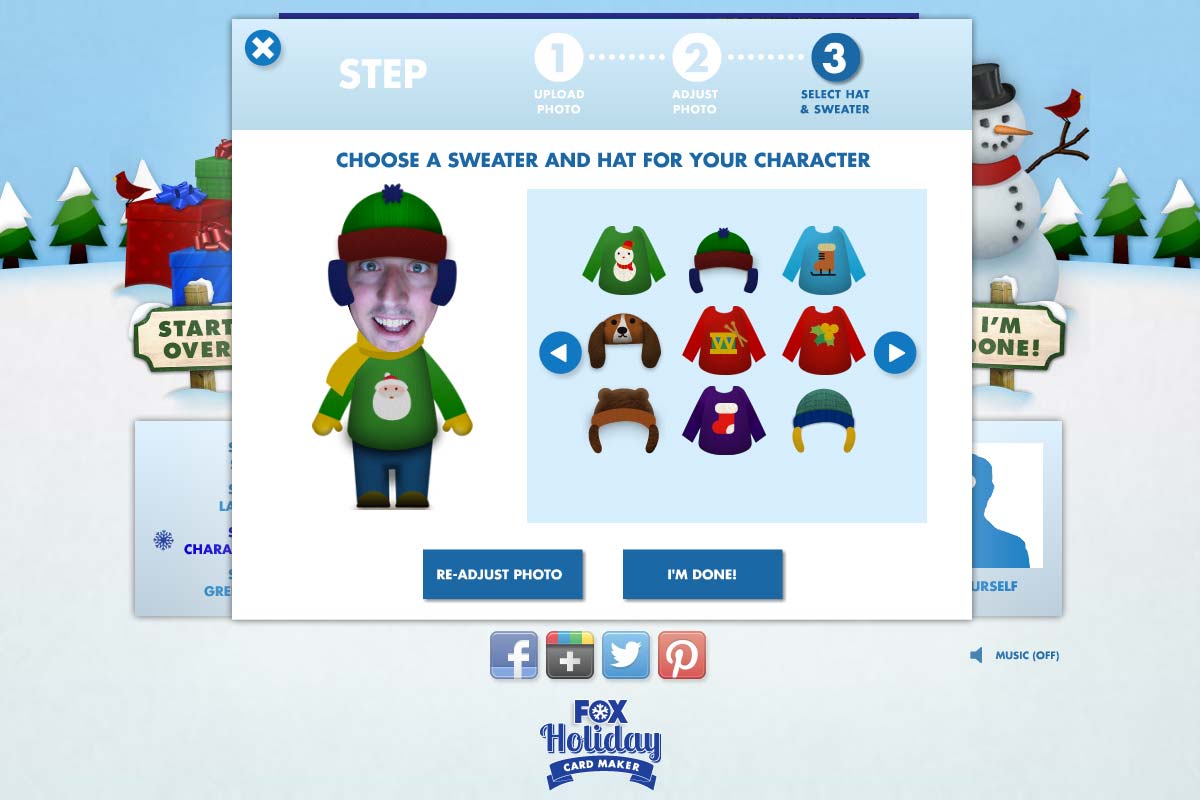 STEP
1
2
3
UPLOAD
PHOTO
ADJUST
PHOTO
SELECT HAT
& SWEATER
CHOOSE A SWEATER AND HAT FOR YOUR CHARACTER
START
OVER
I'M
DONE!
RE-ADJUST PHOTO
I'M DONE!
MUSIC (OFF)
FOX
Holiday
CARD MAKER